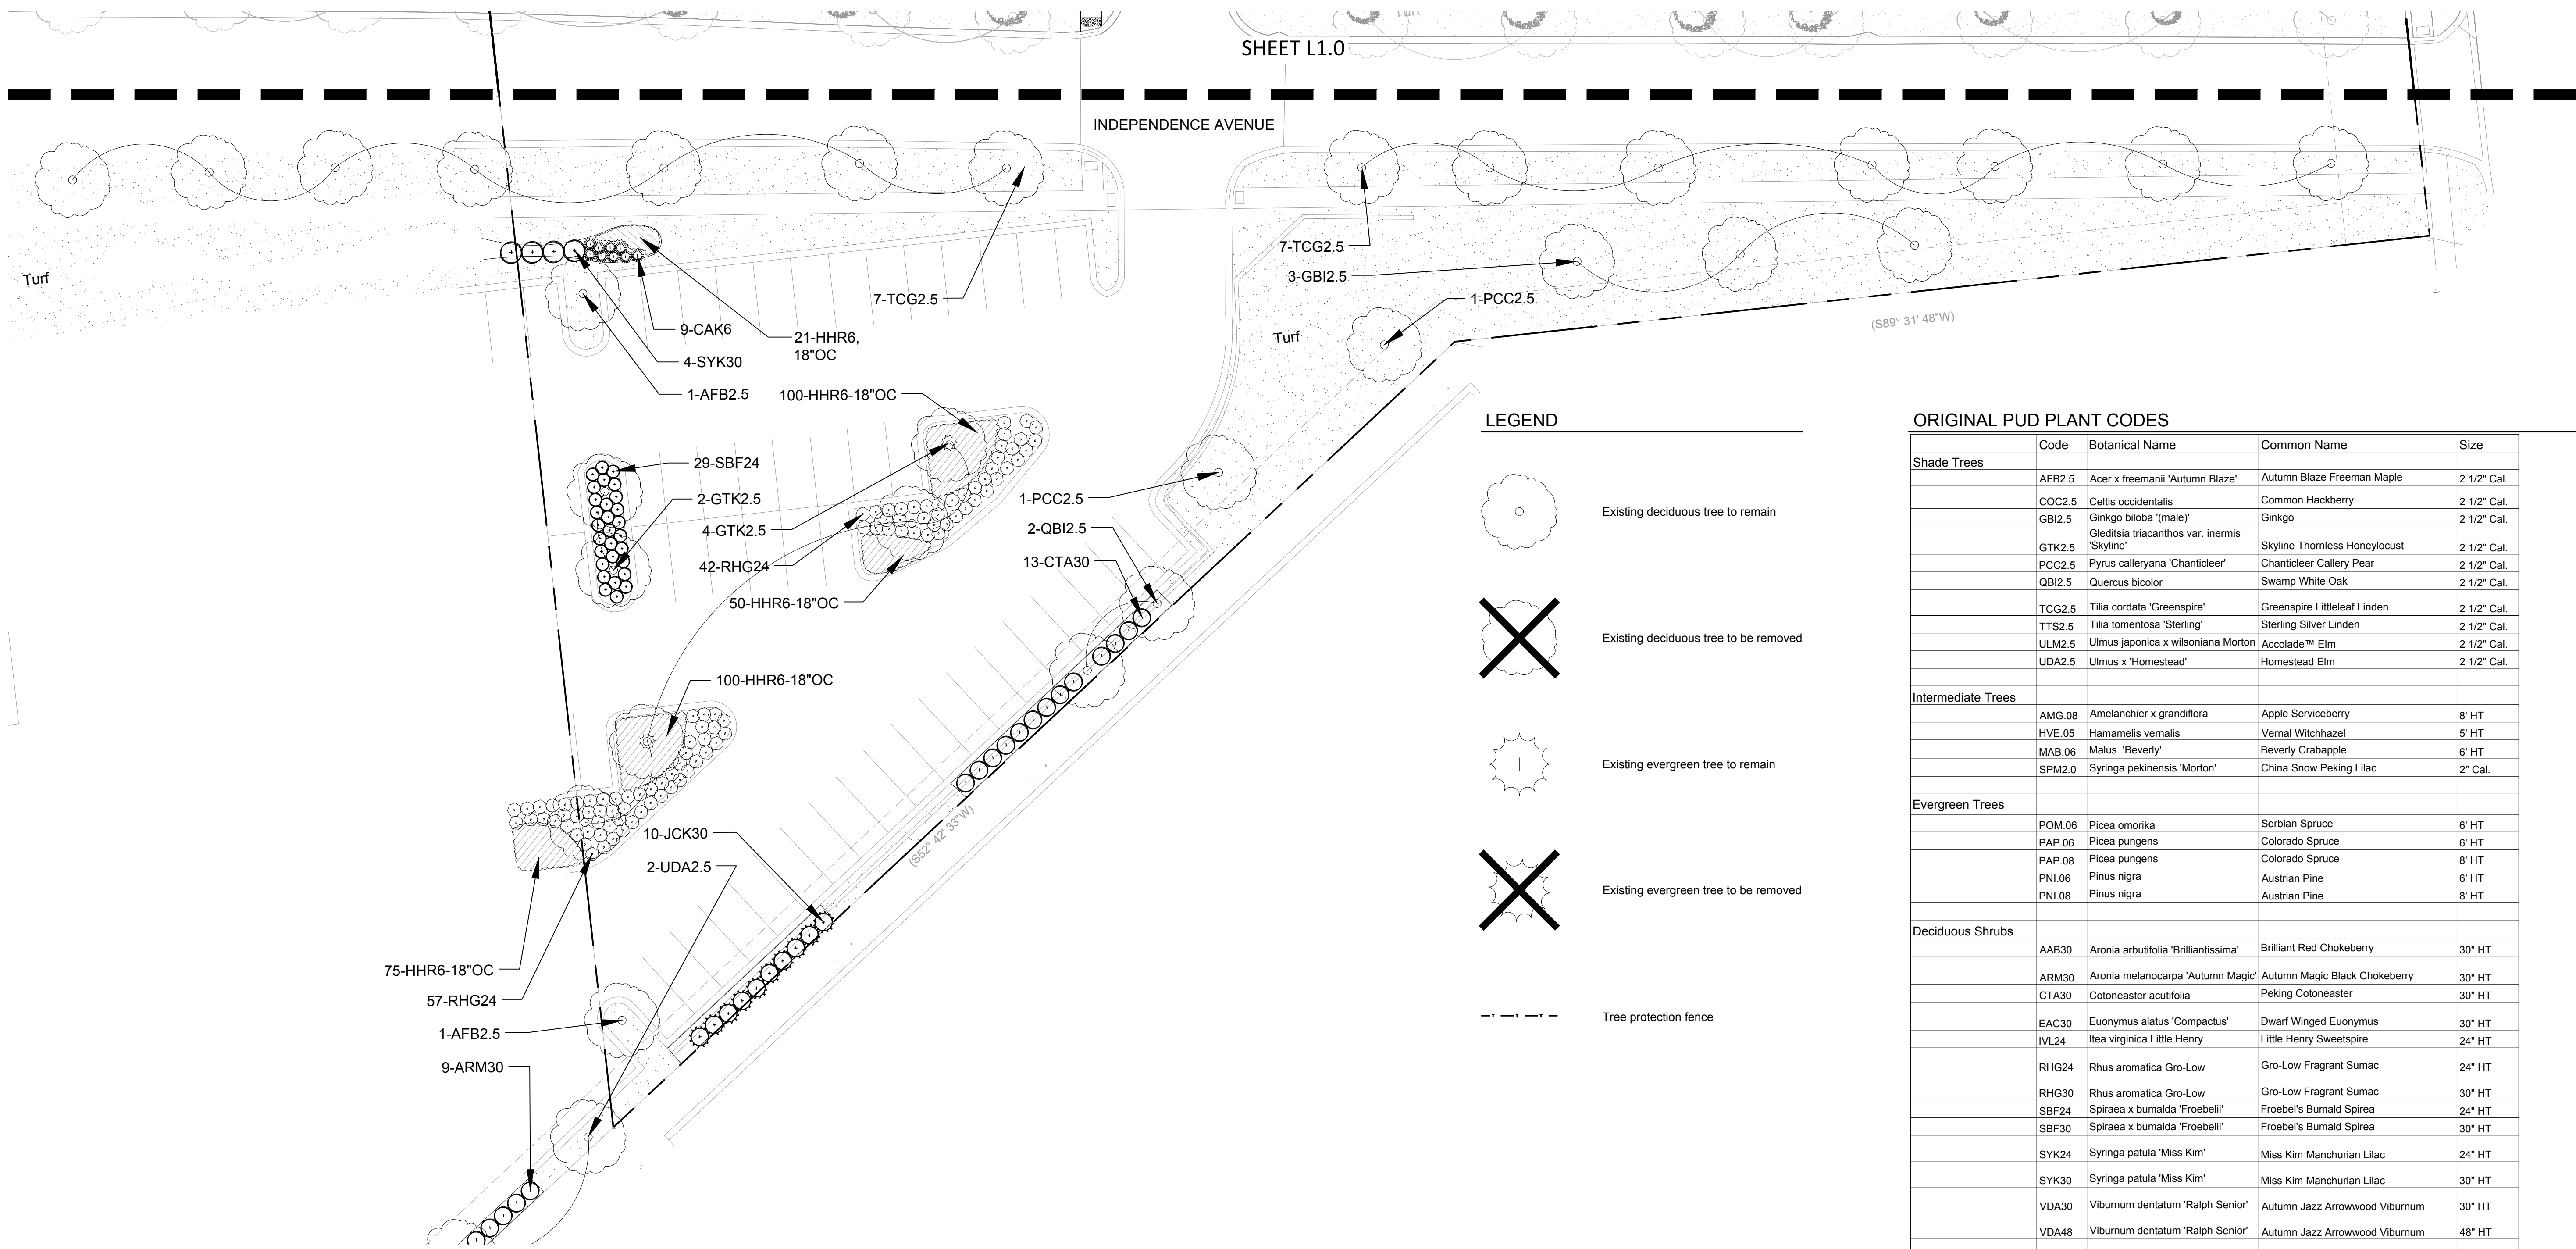 Turf
SHEET L1.0
INDEPENDENCE AVENUE
Turf
7-TCG2.5
7-TCG2.5
3-GBI2.5
1-PCC2.5
(S89° 31' 48"W)
Turf
9-CAK6
21-HHR6,
18"OC
4-SYK30
1-AFB2.5
100-HHR6-18"OC
29-SBF24
2-GTK2.5
4-GTK2.5
42-RHG24
50-HHR6-18"OC
1-PCC2.5
2-QBI2.5
13-CTA30
100-HHR6-18"OC
10-JCK30
2-UDA2.5
(S52° 42' 33"W)
75-HHR6-18"OC
57-RHG24
1-AFB2.5
9-ARM30
LEGEND
Existing deciduous tree to remain
Existing deciduous tree to be removed
Existing evergreen tree to remain
Existing evergreen tree to be removed
Tree protection fence
ORIGINAL PUD PLANT CODES
Code Botanical Name Common Name Size
Shade Trees
AFB2.5 Acer x freemanii 'Autumn Blaze' Autumn Blaze Freeman Maple 2 1/2" Cal.
COC2.5 Celtis occidentalis Common Hackberry 2 1/2" Cal.
GBI2.5 Ginkgo biloba '(male)' Ginkgo 2 1/2" Cal.
Gleditsia triacanthos var. inermis
GTK2.5 'Skyline' Skyline Thornless Honeylocust 2 1/2" Cal.
PCC2.5 Pyrus calleryana 'Chanticleer' Chanticleer Callery Pear 2 1/2" Cal.
QBI2.5 Quercus bicolor Swamp White Oak 2 1/2" Cal.
TCG2.5 Tilia cordata 'Greenspire' Greenspire Littleleaf Linden 2 1/2" Cal.
TTS2.5 Tilia tomentosa 'Sterling' Sterling Silver Linden 2 1/2" Cal.
ULM2.5 Ulmus japonica x wilsoniana Morton Accolade™ Elm 2 1/2" Cal.
UDA2.5 Ulmus x 'Homestead' Homestead Elm 2 1/2" Cal.
Intermediate Trees
AMG.08 Amelanchier x grandiflora Apple Serviceberry 8' HT
HVE.05 Hamamelis vernalis Vernal Witchhazel 5' HT
MAB.06 Malus 'Beverly' Beverly Crabapple 6' HT
SPM2.0 Syringa pekinensis 'Morton' China Snow Peking Lilac 2" Cal.
Evergreen Trees
POM.06 Picea omorika Serbian Spruce 6' HT
PAP.06 Picea pungens Colorado Spruce 6' HT
PAP.08 Picea pungens Colorado Spruce 8' HT
PNI.06 Pinus nigra Austrian Pine 6' HT
PNI.08 Pinus nigra Austrian Pine 8' HT
Deciduous Shrubs
AAB30 Aronia arbutifolia 'Brilliantissima' Brilliant Red Chokeberry 30" HT
ARM30 Aronia melanocarpa 'Autumn Magic' Autumn Magic Black Chokeberry 30" HT
CTA30 Cotoneaster acutifolia Peking Cotoneaster 30" HT
EAC30 Euonymus alatus 'Compactus' Dwarf Winged Euonymus 30" HT
IVL24 Itea virginica Little Henry Little Henry Sweetspire 24" HT
RHG24 Rhus aromatica Gro-Low Gro-Low Fragrant Sumac 24" HT
RHG30 Rhus aromatica Gro-Low Gro-Low Fragrant Sumac 30" HT
SBF24 Spiraea x bumalda 'Froebelii' Froebel's Bumald Spirea 24" HT
SBF30 Spiraea x bumalda 'Froebelii' Froebel's Bumald Spirea 30" HT
SYK24 Syringa patula 'Miss Kim' Miss Kim Manchurian Lilac 24" HT
SYK30 Syringa patula 'Miss Kim' Miss Kim Manchurian Lilac 30" HT
VDA30 Viburnum dentatum 'Ralph Senior' Autumn Jazz Arrowwood Viburnum 30" HT
VDA48 Viburnum dentatum 'Ralph Senior' Autumn Jazz Arrowwood Viburnum 48" HT